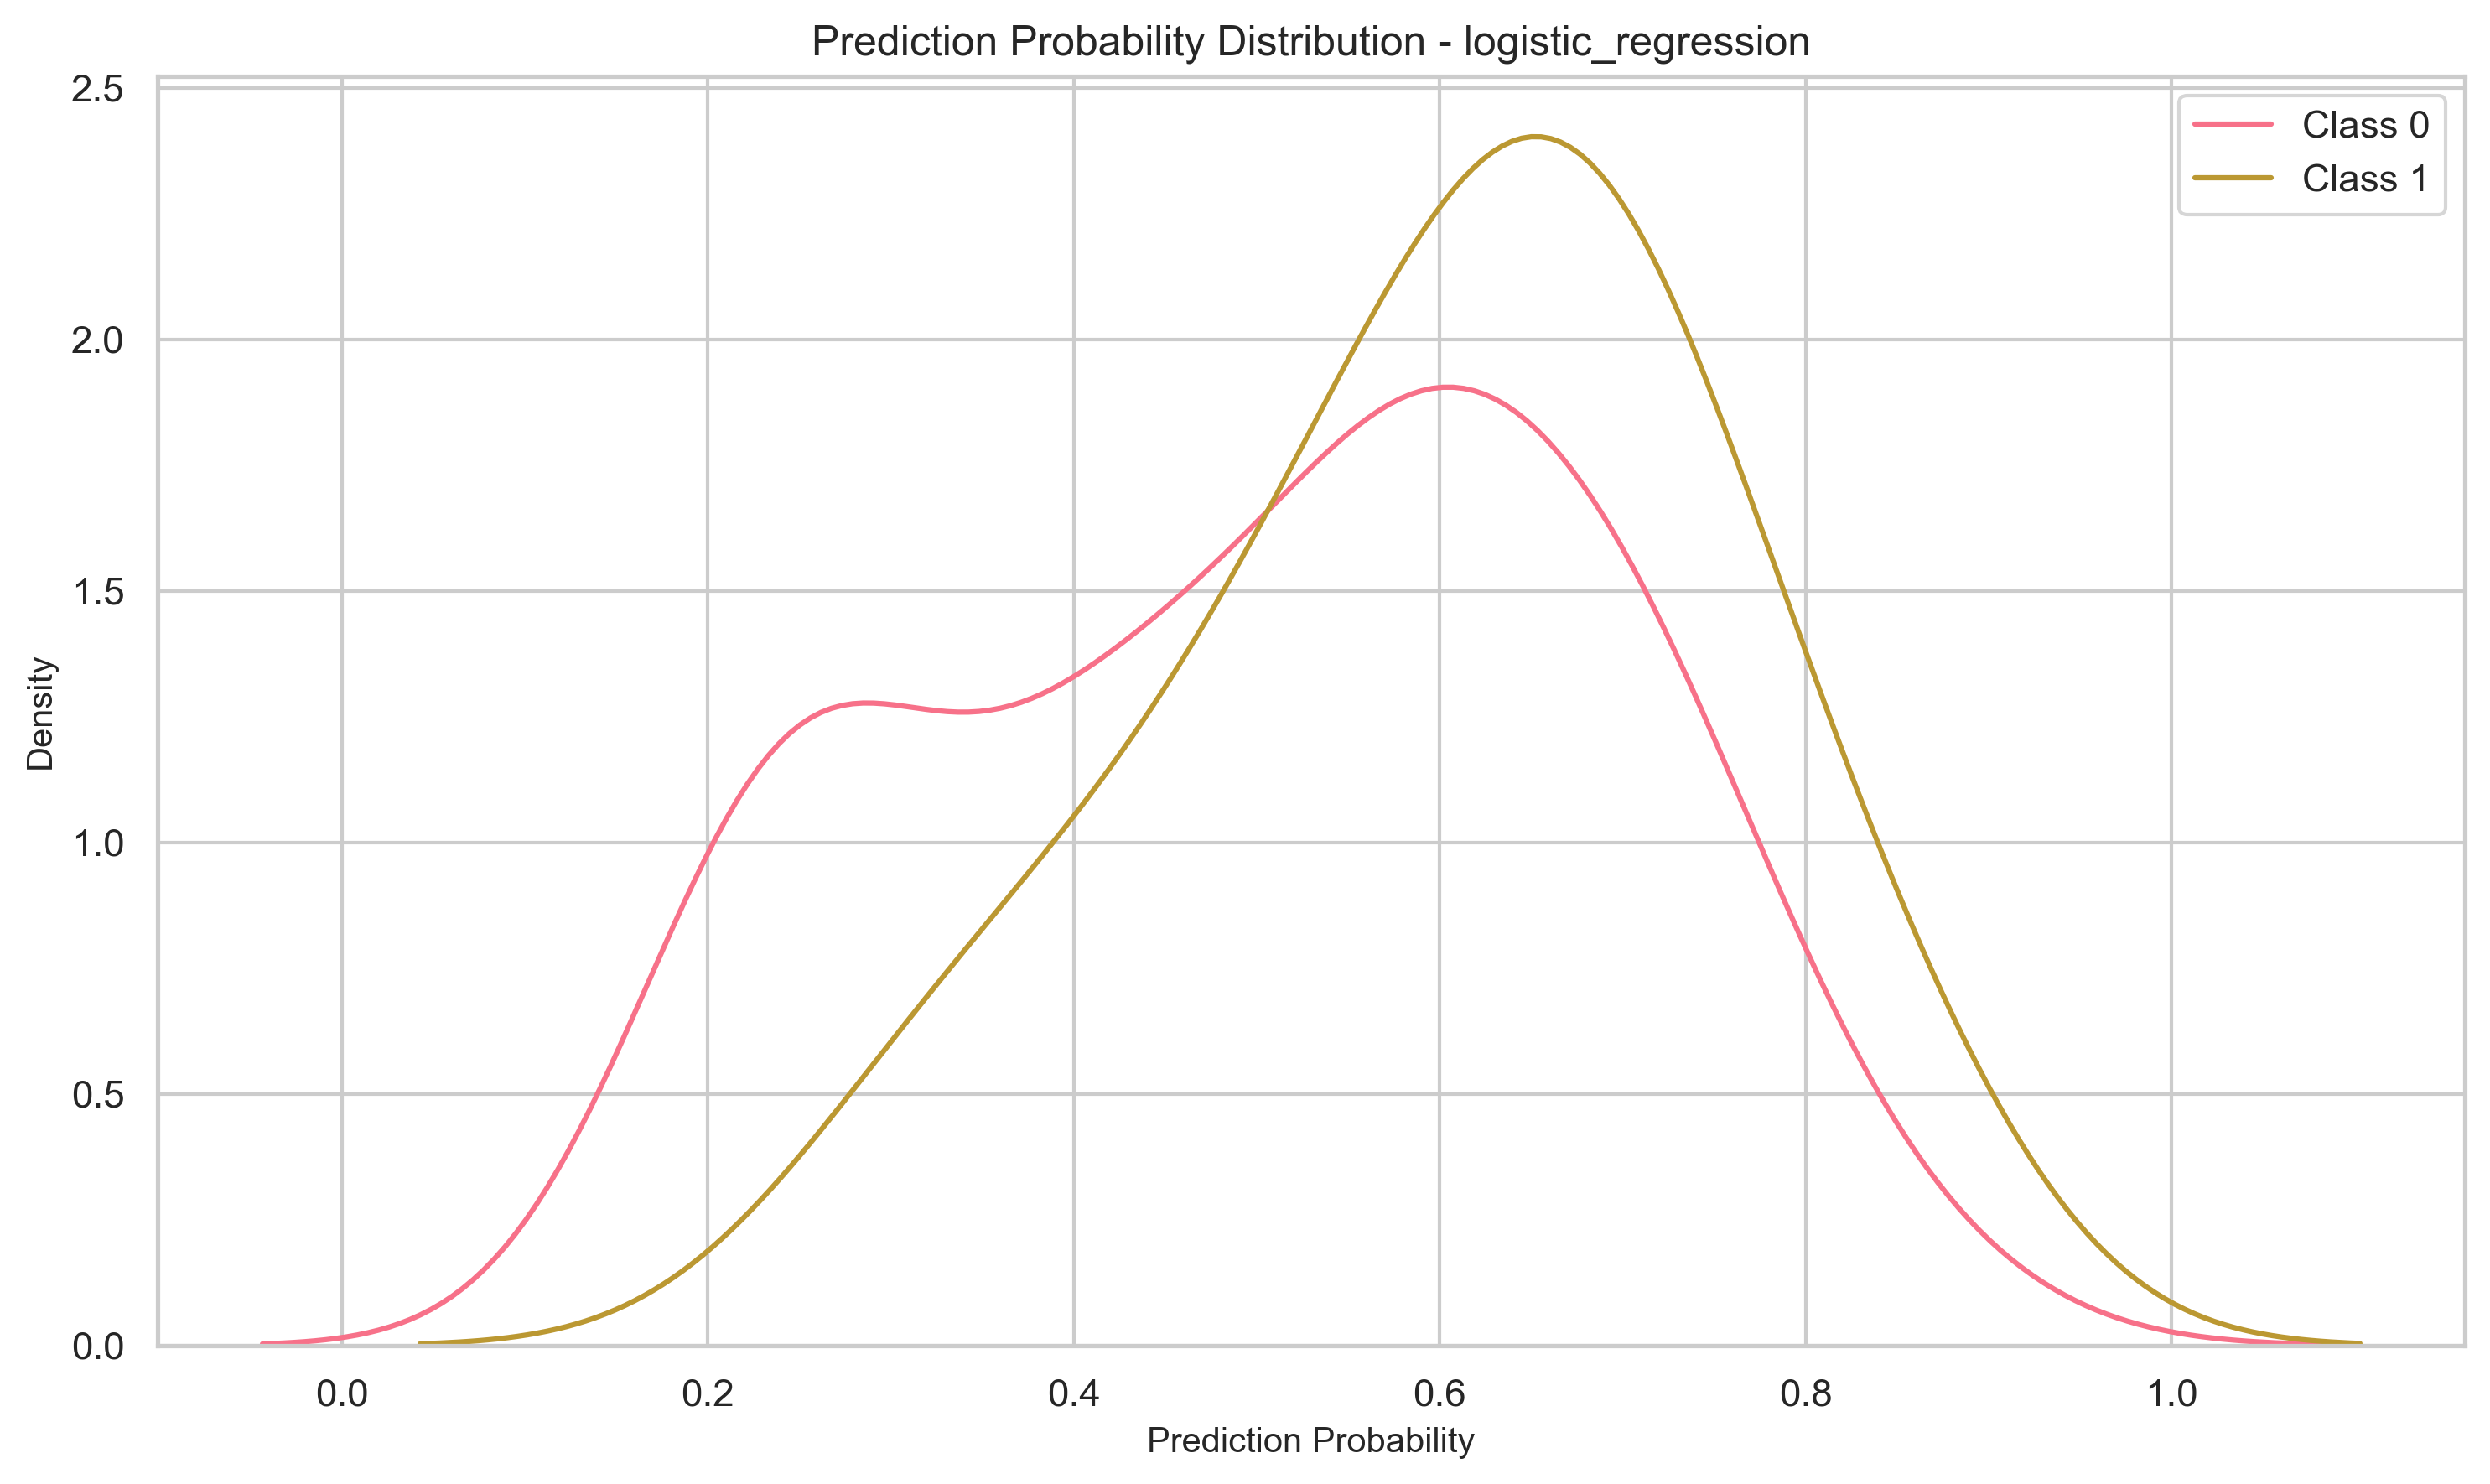 Prediction Probability Distribution - logistic_regression
Class 0
Class 1
2.5
2.0
1.5
1.0
0.5
0.0
Density
0.0 0.2 0.4 0.6 0.8 1.0
Prediction Probability